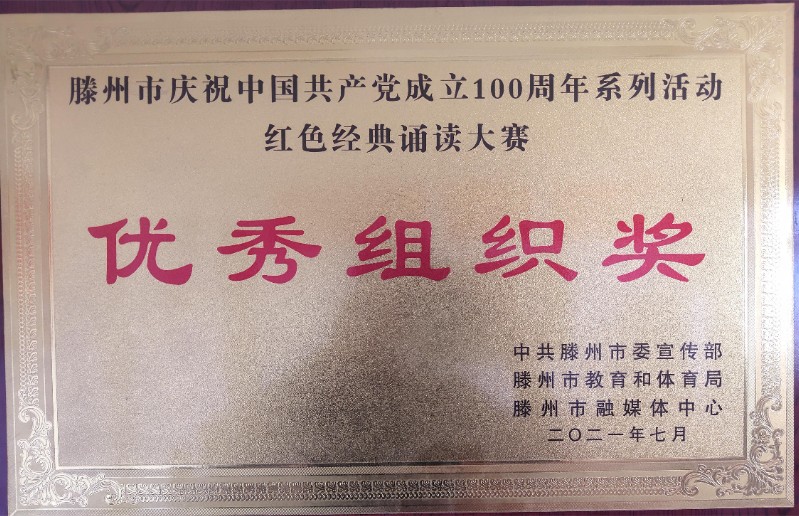 滕州市庆祝中国共产党成立100周年系列活动
红色经典诵读大赛
优秀组织奖
中共滕州市委宣传部
滕州市教育和体育局
滕州市融媒体中心
二〇二一年七月